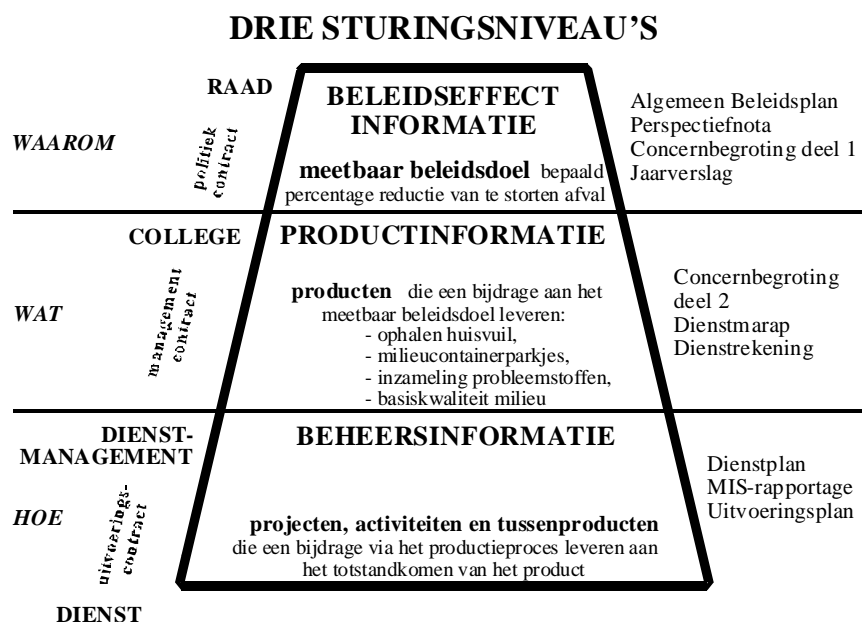 DRIE STURINGSNIVEAU'S
RAAD
WAAROM
politiek
contract
BELEIDSEFFECT
INFORMATIE
meetbaar beleidsdoel bepaald
percentage reductie van te storten afval
Algemeen Beleidsplan
Perspectiefnota
Concernbegroting deel 1
Jaarverslag
COLLEGE
WAT
management
contract
PRODUCTINFORMATIE
producten die een bijdrage aan het
meetbaar beleidsdoel leveren:
- ophalen huisvuil,
- milieucontainerparkjes,
- inzameling probleemstoffen,
- basiskwaliteit milieu
Concernbegroting
deel 2
Dienstmarap
Dienstrekening
DIENST-
MANAGEMENT
HOE
uitvoerings-
contract
BEHEERSINFORMATIE
projecten, activiteiten en tussenproducten
die een bijdrage via het productieproces leveren aan
het totstandkomen van het product
Dienstplan
MIS-rapportage
Uitvoeringsplan
DIENST